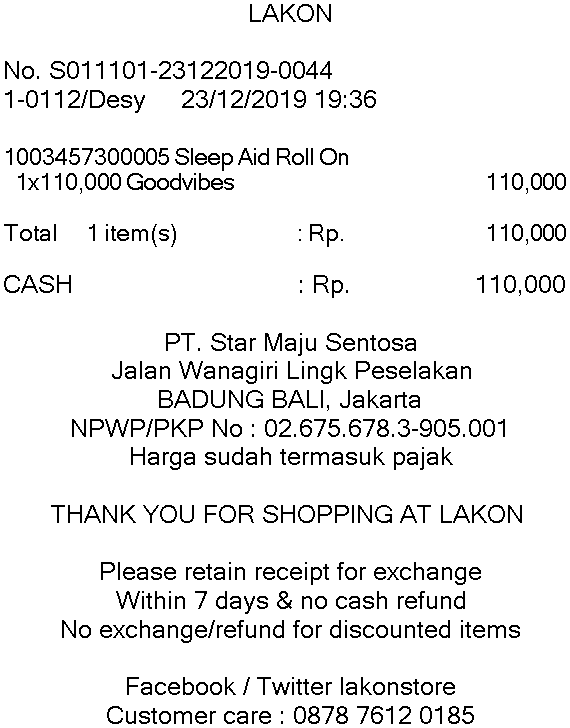 LAKON
No. S011101-23122019-0044
1-0112/Desy 23/12/2019 19:36
1003457300005 Sleep Aid Roll On
1x110,000 Goodvibes 110,000
Total 1 item(s) : Rp. 110,000
CASH : Rp. 110,000
PT. Star Maju Sentosa
Jalan Wanagiri Lingk Peselakan
BADUNG BALI, Jakarta
NPWP/PKP No : 02.675.678.3-905.001
Harga sudah termasuk pajak
THANK YOU FOR SHOPPING AT LAKON
Please retain receipt for exchange
Within 7 days & no cash refund
No exchange/refund for discounted items
Facebook / Twitter lakonstore
Customer care : 0878 7612 0185